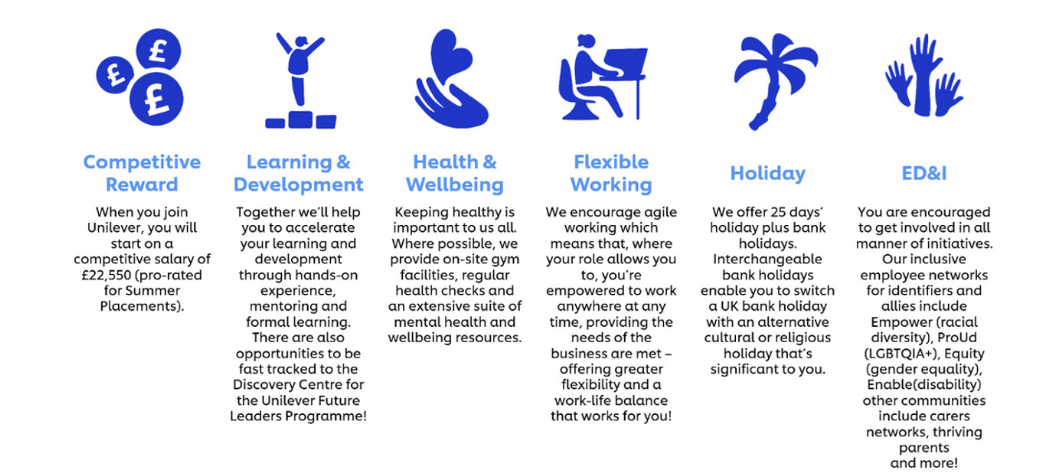 £
£
£
Competitive
Reward
When you join
Unilever, you will
start on a
competitive salary of
£22,550 (pro-rated
for Summer
Placements).
Learning &
Development
Together we'll help
you to accelerate
your learning and
development
through hands-on
experience,
mentoring and
formal learning.
There are also
opportunities to be
fast tracked to the
Discovery Centre for
the Unilever Future
Leaders Programme!
Health &
Wellbeing
Keeping healthy is
important to us all.
Where possible, we
provide on-site gym
facilities, regular
health checks and
an extensive suite of
mental health and
wellbeing resources.
Flexible
Working
We encourage agile
working which
means that, where
your role allows you
to, you're
empowered to work
anywhere at any
time, providing the
needs of the
business are met –
offering greater
flexibility and a
work-life balance
that works for you!
Holiday
We offer 25 days'
holiday plus bank
holidays.
Interchangeable
bank holidays
enable you to switch
a UK bank holiday
with an alternative
cultural or religious
holiday that's
significant to you.
ED&I
You are encouraged
to get involved in all
manner of initiatives.
Our inclusive
employee networks
for identifiers and
allies include
Empower (racial
diversity), ProUd
(LGBTQIA+), Equity
(gender equality),
Enable(disability)
other communities
include carers
networks, thriving
parents
and more!